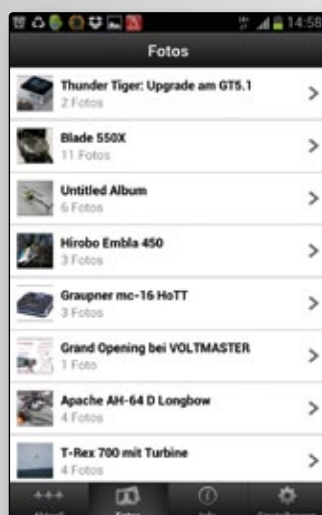 14:58
Fotos
Thunder Tiger: Upgrade am GT5.1
2 Fotos
Blade 550X
11 Fotos
Untitled Album
6 Fotos
Hirobo Embla 450
3 Fotos
Graupner mc-16 HoTT
3 Fotos
Grand Opening bei VOLTMASTER
1 Foto
Apache AH-64 D Longbow
4 Fotos
T-Rex 700 mit Turbine
4 Fotos
+++
Fotos
Info